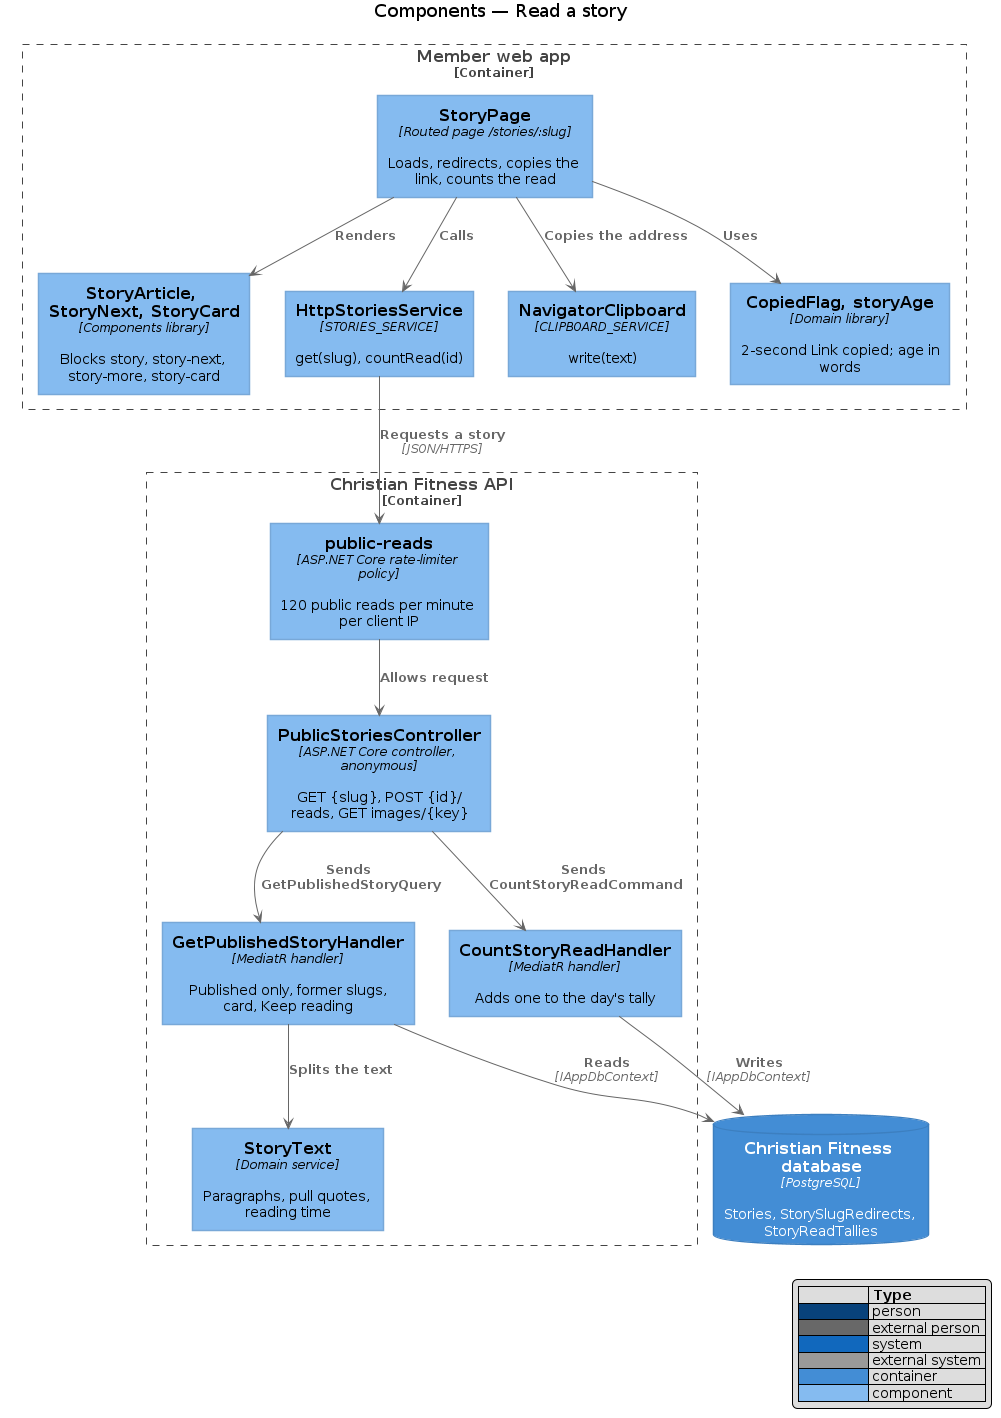 Components — Read a story
Member web app
[Container]
StoryPage
[Routed page /stories/:slug]
Loads, redirects, copies the
link, counts the read
Renders
Calls
Copies the address
Uses
StoryArticle,
StoryNext, StoryCard
[Components library]
Blocks story, story-next,
story-more, story-card
HttpStoriesService
[STORIES_SERVICE]
get(slug), countRead(id)
NavigatorClipboard
[CLIPBOARD_SERVICE]
write(text)
CopiedFlag, storyAge
[Domain library]
2-second Link copied; age in
words
Requests a story
[JSON/HTTPS]
Christian Fitness API
[Container]
public-reads
[ASP.NET Core rate-limiter
policy]
120 public reads per minute
per client IP
Allows request
PublicStoriesController
[ASP.NET Core controller,
anonymous]
GET {slug}, POST {id}/
reads, GET images/{key}
Sends
GetPublishedStoryQuery
Sends
CountStoryReadCommand
GetPublishedStoryHandler
[MediatR handler]
Published only, former slugs,
card, Keep reading
CountStoryReadHandler
[MediatR handler]
Adds one to the day's tally
Splits the text
Reads
[IAppDbContext]
Writes
[IAppDbContext]
StoryText
[Domain service]
Paragraphs, pull quotes,
reading time
Christian Fitness
database
[PostgreSQL]
Stories, StorySlugRedirects,
StoryReadTallies
Type
person
external person
system
external system
container
component